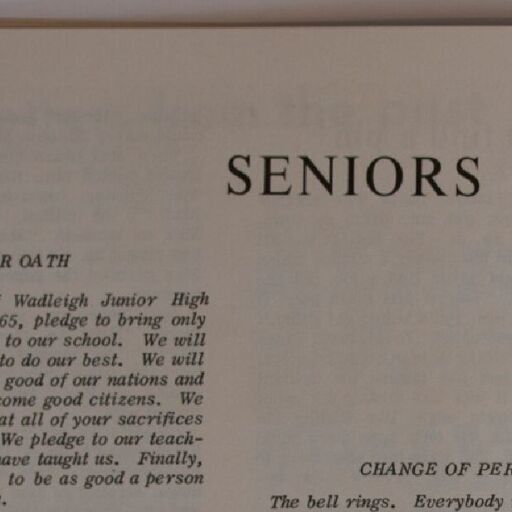 SENIORS
R OATH
Wadleigh Junior High
65, pledge to bring only
to our school. We will
to do our best. We will
good of our nations and
come good citizens. We
at all of your sacrifices
We pledge to our teach-
have taught us. Finally,
to be as good a person
CHANGE OF PER
The bell rings. Everybody